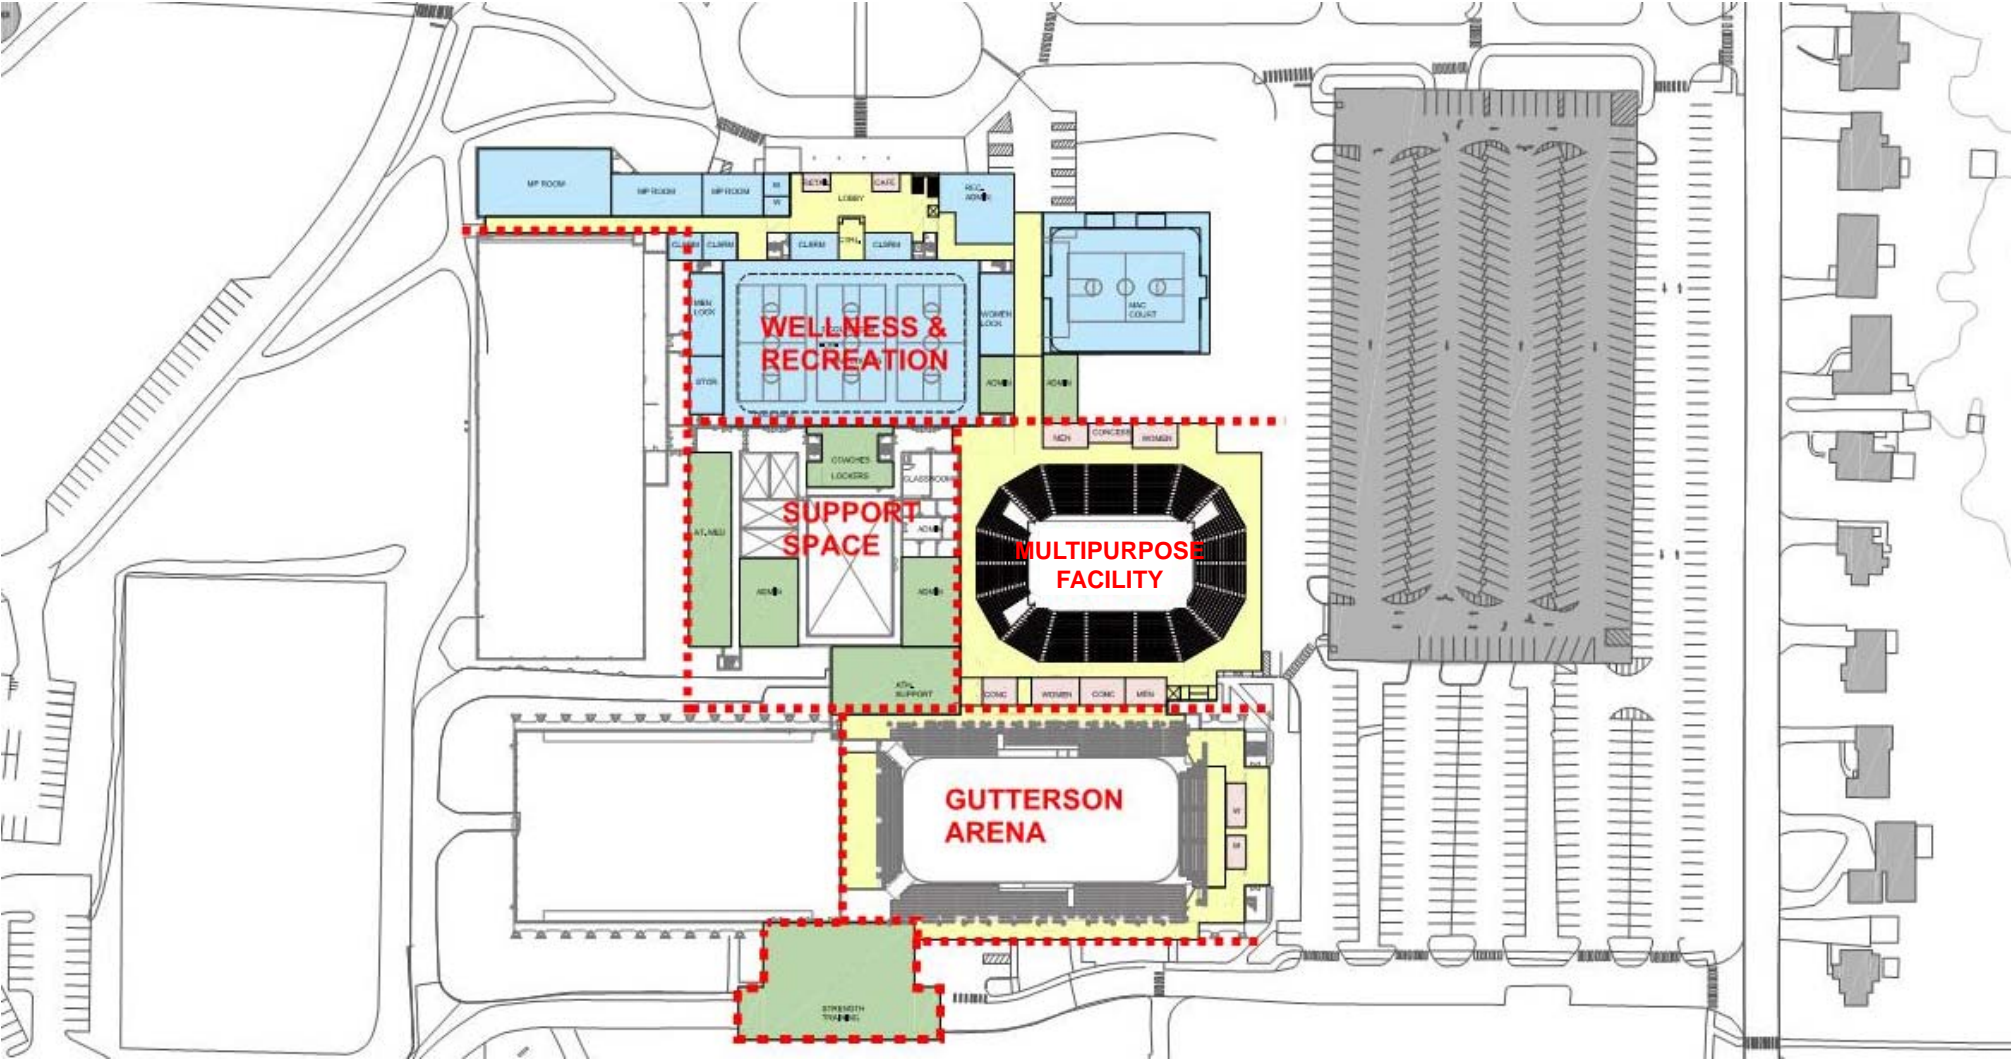 MP ROOM
MP ROOM
MP ROOM
M
W
RETAIL
CAFE
LOBBY
REC.
ADMIN
CLSRM
CLSRM
CLSRM
CTRL
CLSRM
MEN
LOCK
WOMEN
LOCK
MAC
COURT
WELLNESS &
RECREATION
STOR
ADMIN
ADMIN
MEN
CONCESS
WOMEN
COACHES
LOCKERS
CLASSROOM
SUPPORT
SPACE
AT. MED
ADMIN
ADMIN
ADMIN
MULTIPURPOSE
FACILITY
ATH.
SUPPORT
CONC
WOMEN
CONC
MEN
GUTTERSON
ARENA
W
M
STRENGTH
TRAINING